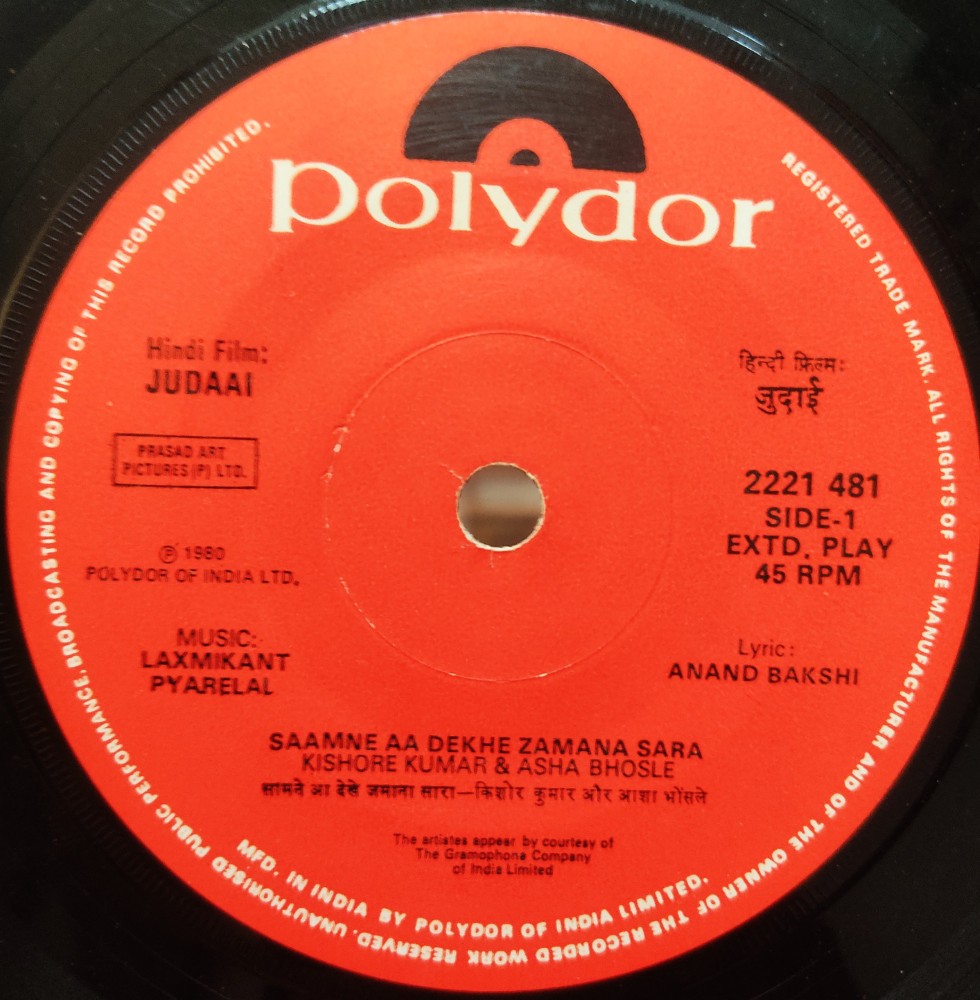 polydor
Hindi Film:
JUDAAI
हिन्दी फ़िल्म:
जुदाई
PRASAD ART
PICTURES (P) LTD.
2221 481
SIDE-1
EXTD. PLAY
45 RPM
℗ 1980
POLYDOR OF INDIA LTD.
MUSIC:
LAXMIKANT
PYARELAL
Lyric:
ANAND BAKSHI
SAAMNE AA DEKHE ZAMANA SARA
KISHORE KUMAR & ASHA BHOSLE
सामने आ देखे जमाना सारा—किशोर कुमार और आशा भोंसले
The artistes appear by courtesy of
The Gramophone Company
of India Limited
MFD. IN INDIA BY POLYDOR OF INDIA LIMITED.
REGISTERED TRADE MARK. ALL RIGHTS OF THE MANUFACTURER AND OF THE OWNER OF THE RECORDED WORK RESERVED. UNAUTHORISED PUBLIC PERFORMANCE, BROADCASTING AND COPYING OF THIS RECORD PROHIBITED.